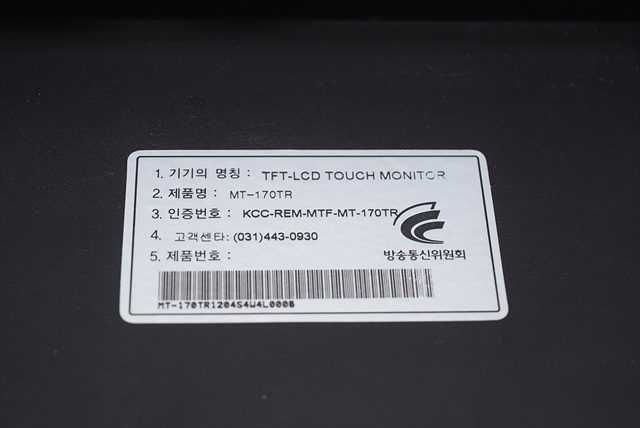 1. 기기의 명칭 : TFT-LCD TOUCH MONITOR
2. 제품명 : MT-170TR
3. 인증번호 : KCC-REM-MTF-MT-170TR
4. 고객센타: (031)443-0930
5. 제품번호 :
방송통신위원회
MT-170TR1204S4W4L0006